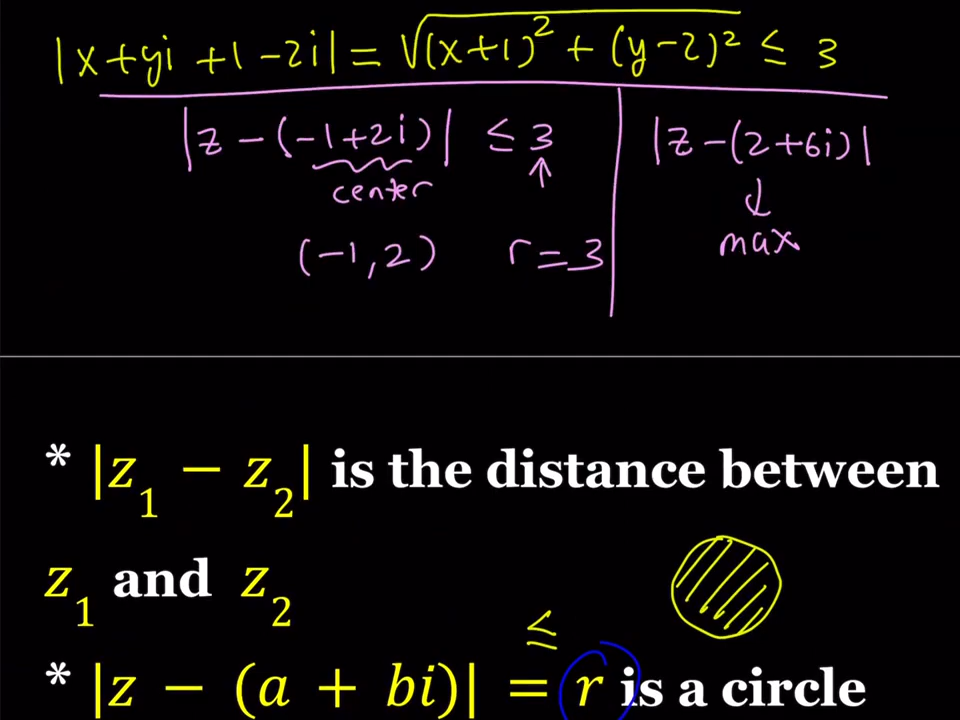 |x+yi +1-2i| = √(x+1)² + (y-2)² ≤ 3
|z-(-1+2i)| ≤ 3 |z-(2+6i)|
center ↑ ↓
(-1,2) r=3 max
* |z₁ − z₂| is the distance between
z₁ and z₂
≤
* |z − (a + bi)| = r is a circle